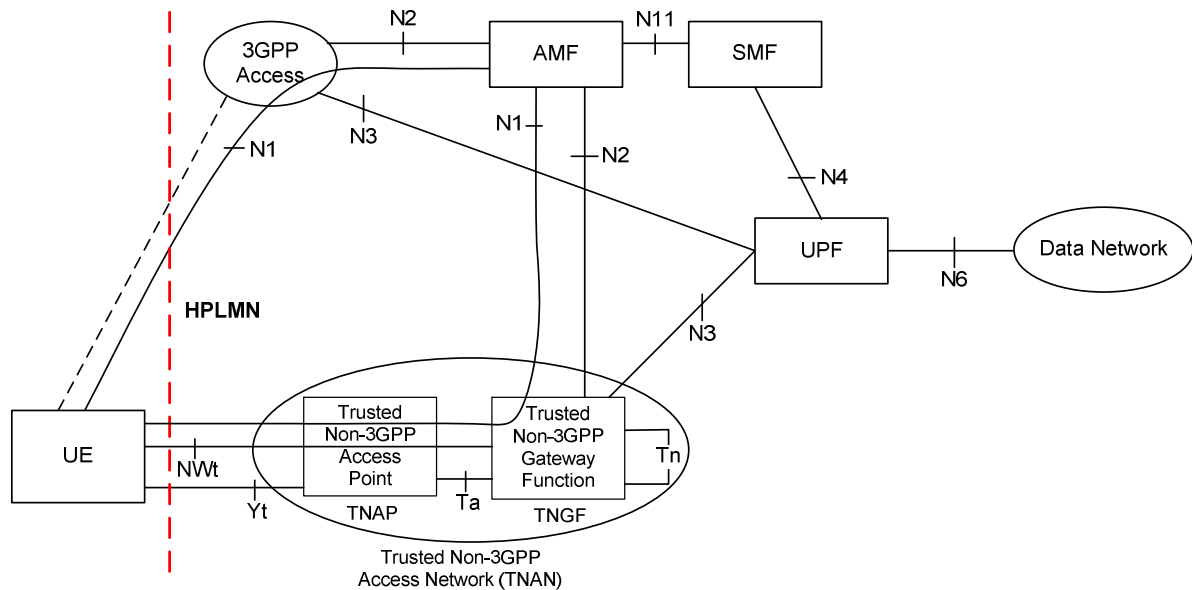 N2
N11
3GPP
Access
AMF
SMF
N3
N1
N1
N2
N4
UPF
Data Network
N6
HPLMN
N3
UE
Trusted
Non-3GPP
Access
Point
Trusted
Non-3GPP
Gateway
Function
Tn
NWt
Yt
Ta
TNAP
TNGF
Trusted Non-3GPP
Access Network (TNAN)